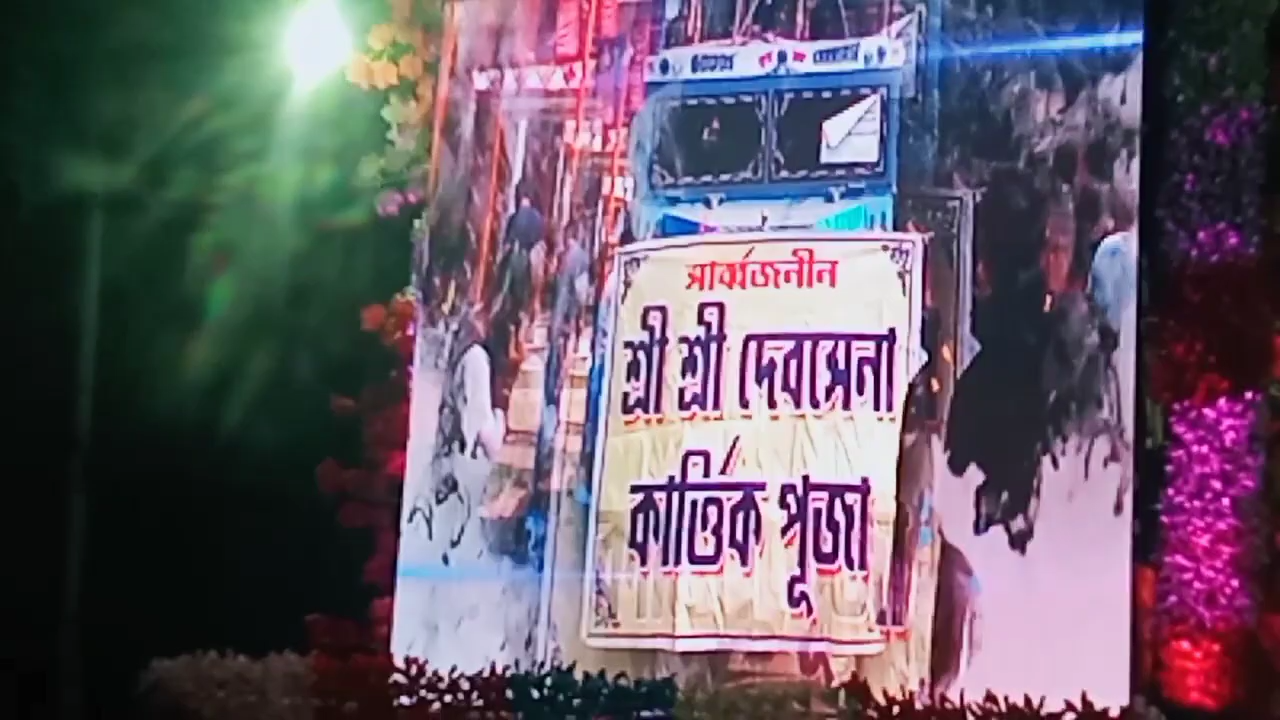 সার্ব্বজনীন
শ্রী শ্রী দেবসেনা
কার্ত্তিক পূজা